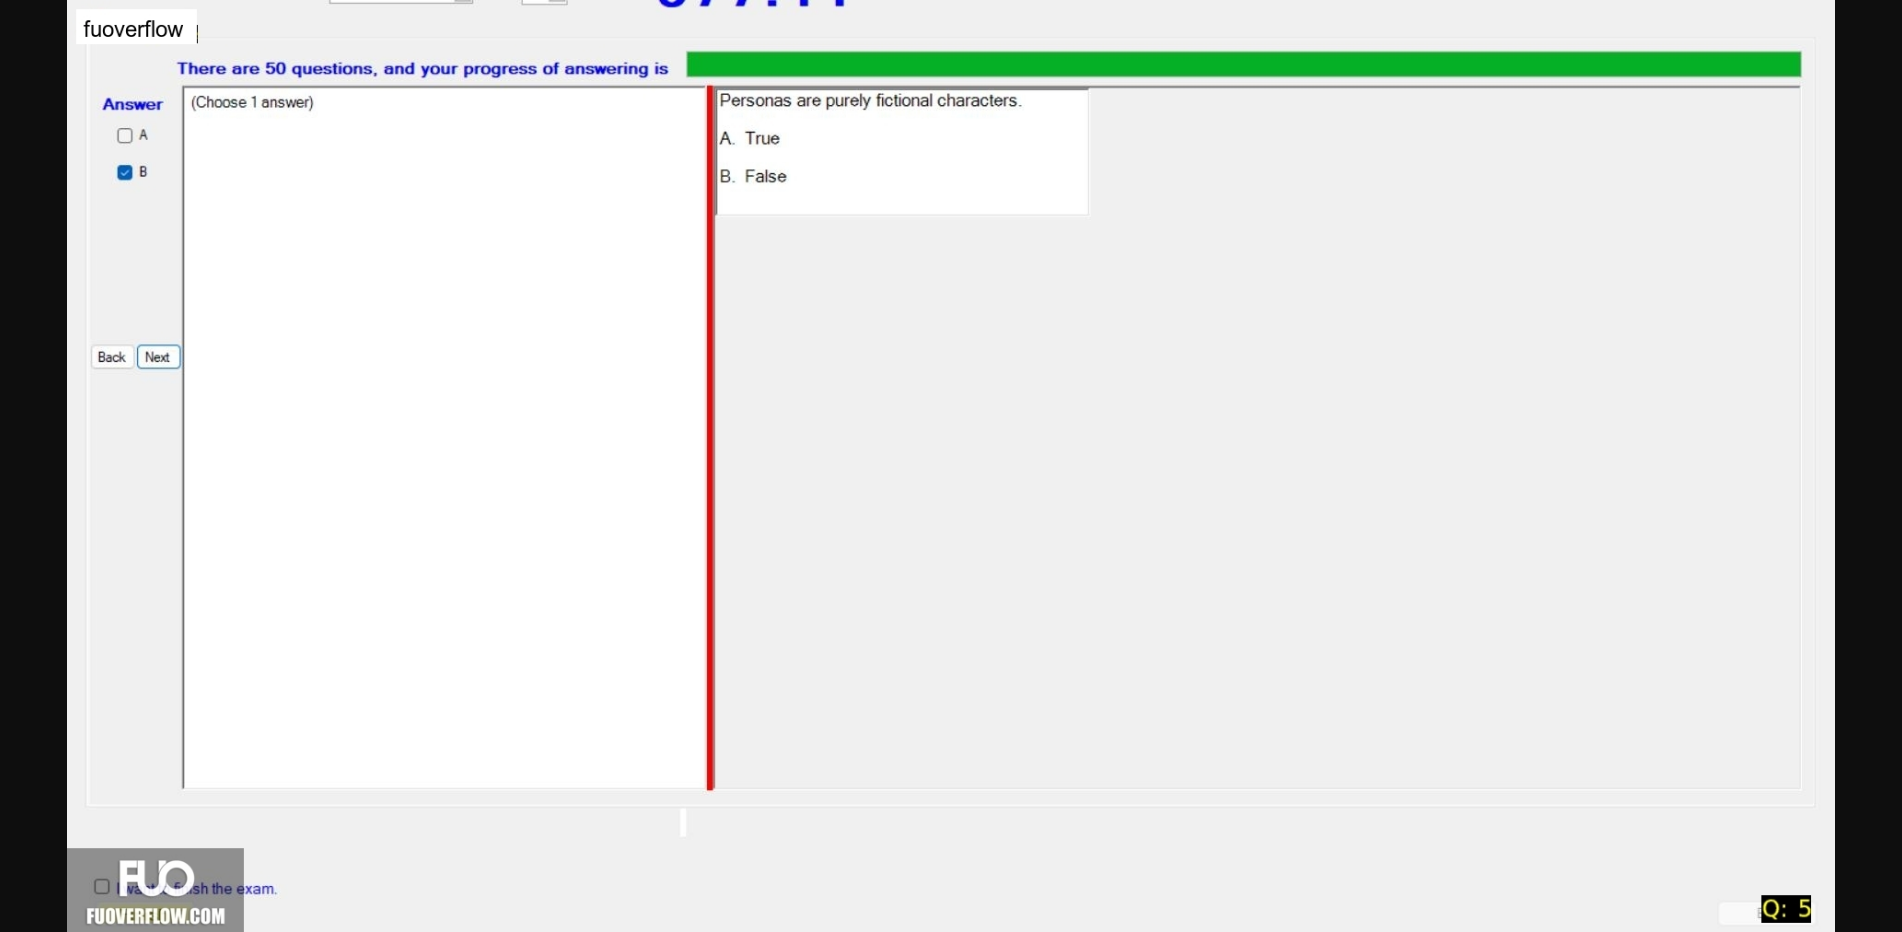 fuoverflow
There are 50 questions, and your progress of answering is
Answer
(Choose 1 answer)
Personas are purely fictional characters.
A
A. True
B
B. False
Back Next
FUO
sh the exam.
FUOVERFLOW.COM
Q: 5